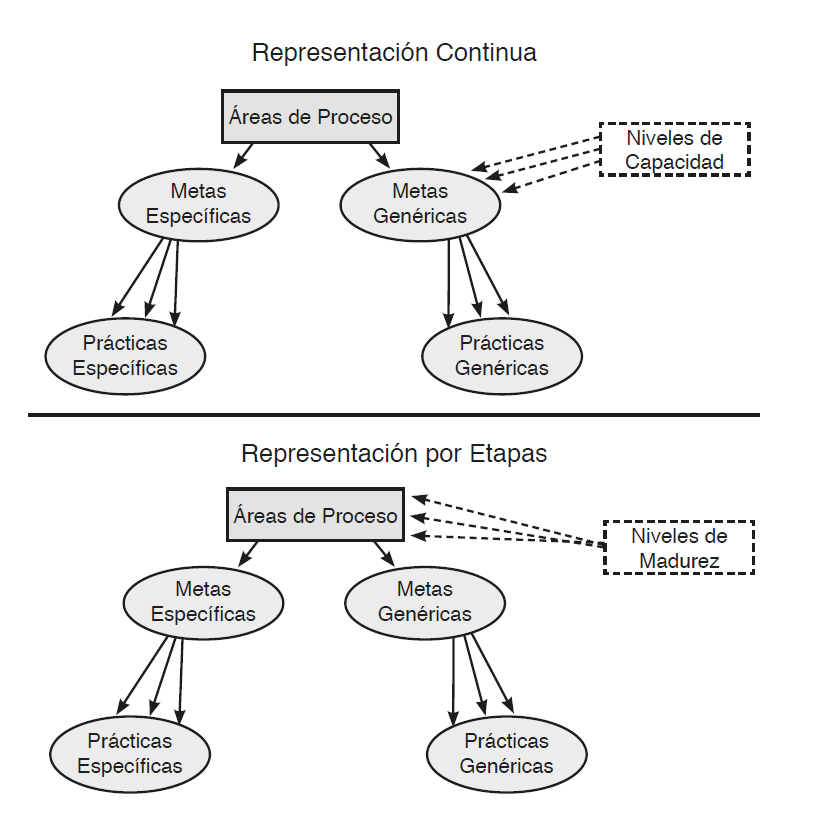 Representación Continua
Áreas de Proceso
Niveles de
Capacidad
Metas
Específicas
Metas
Genéricas
Prácticas
Específicas
Prácticas
Genéricas
Representación por Etapas
Áreas de Proceso
Niveles de
Madurez
Metas
Específicas
Metas
Genéricas
Prácticas
Específicas
Prácticas
Genéricas